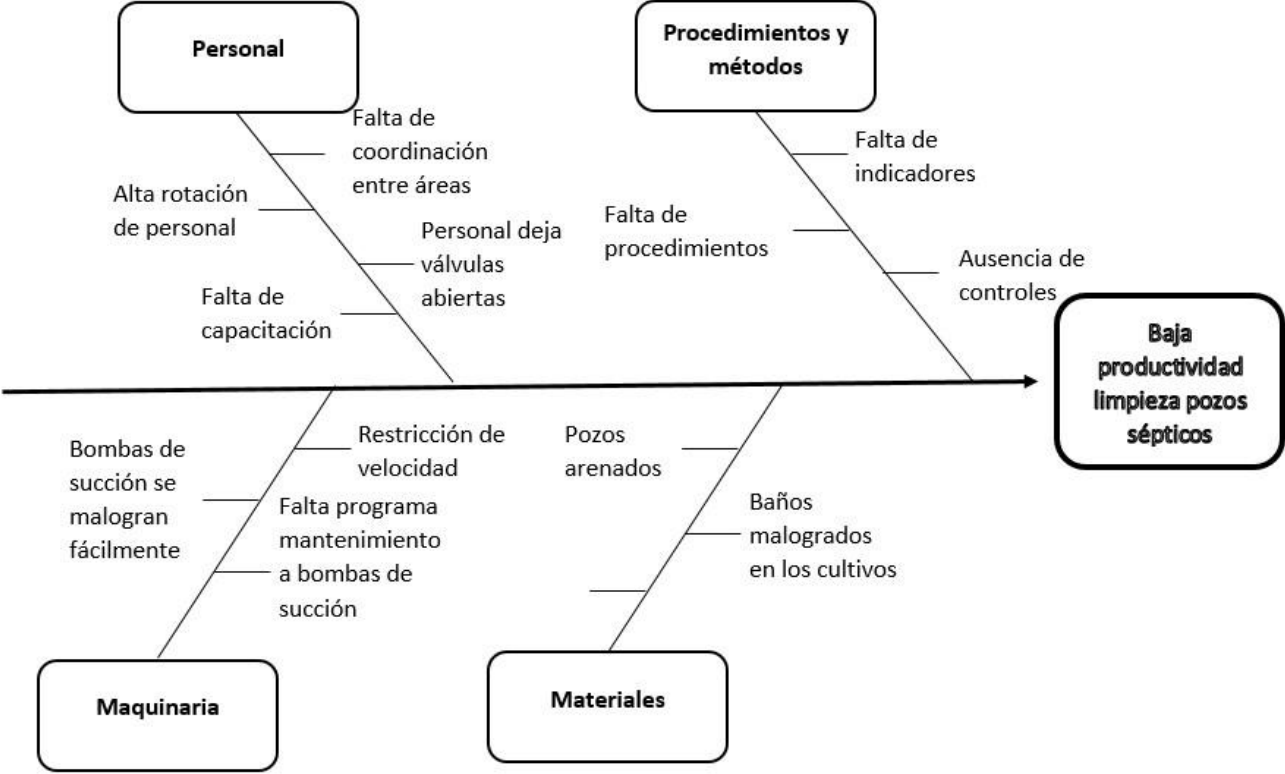 Personal
Procedimientos y
métodos
Falta de
coordinación
entre áreas
Alta rotación
de personal
Personal deja
válvulas
abiertas
Falta de
capacitación
Falta de
indicadores
Falta de
procedimientos
Ausencia de
controles
Baja
productividad
limpieza pozos
sépticos
Restricción de
velocidad
Bombas de
succión se
malogran
fácilmente
Falta programa
mantenimiento
a bombas de
succión
Pozos
arenados
Baños
malogrados
en los cultivos
Maquinaria
Materiales